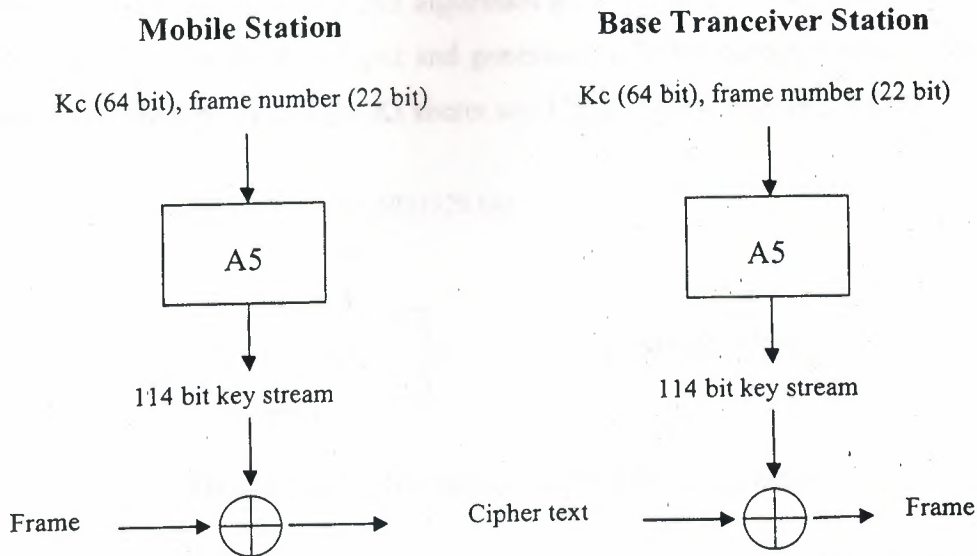 Mobile Station
Base Tranceiver Station
Kc (64 bit), frame number (22 bit)
Kc (64 bit), frame number (22 bit)
A5
A5
114 bit key stream
114 bit key stream
Frame
Cipher text
Frame